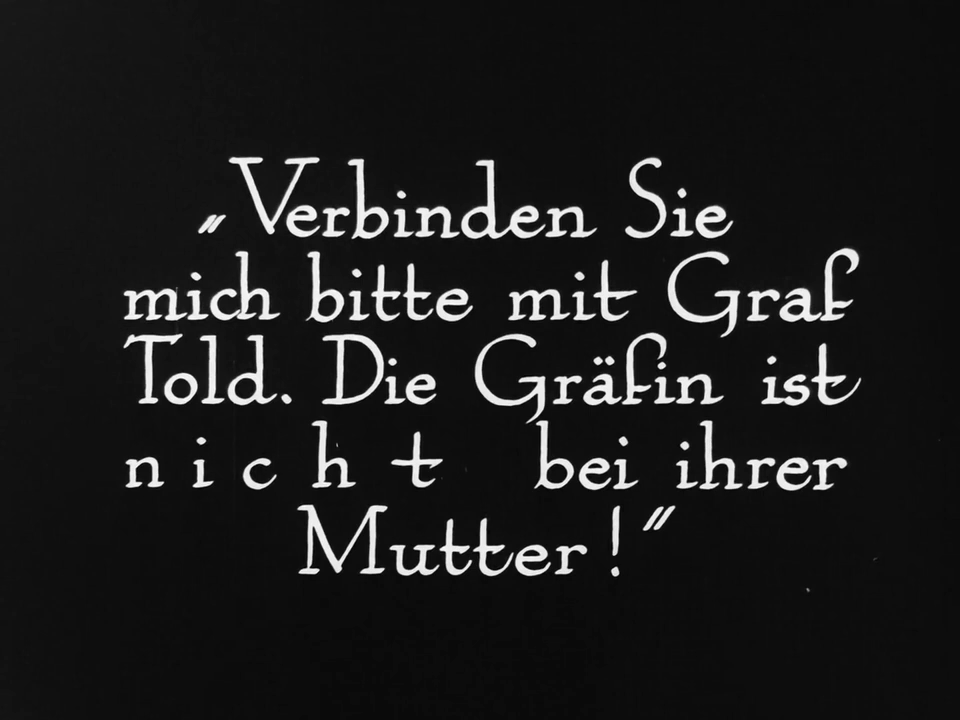 „Verbinden Sie
mich bitte mit Graf
Told. Die Gräfin ist
n i c h t bei ihrer
Mutter!“